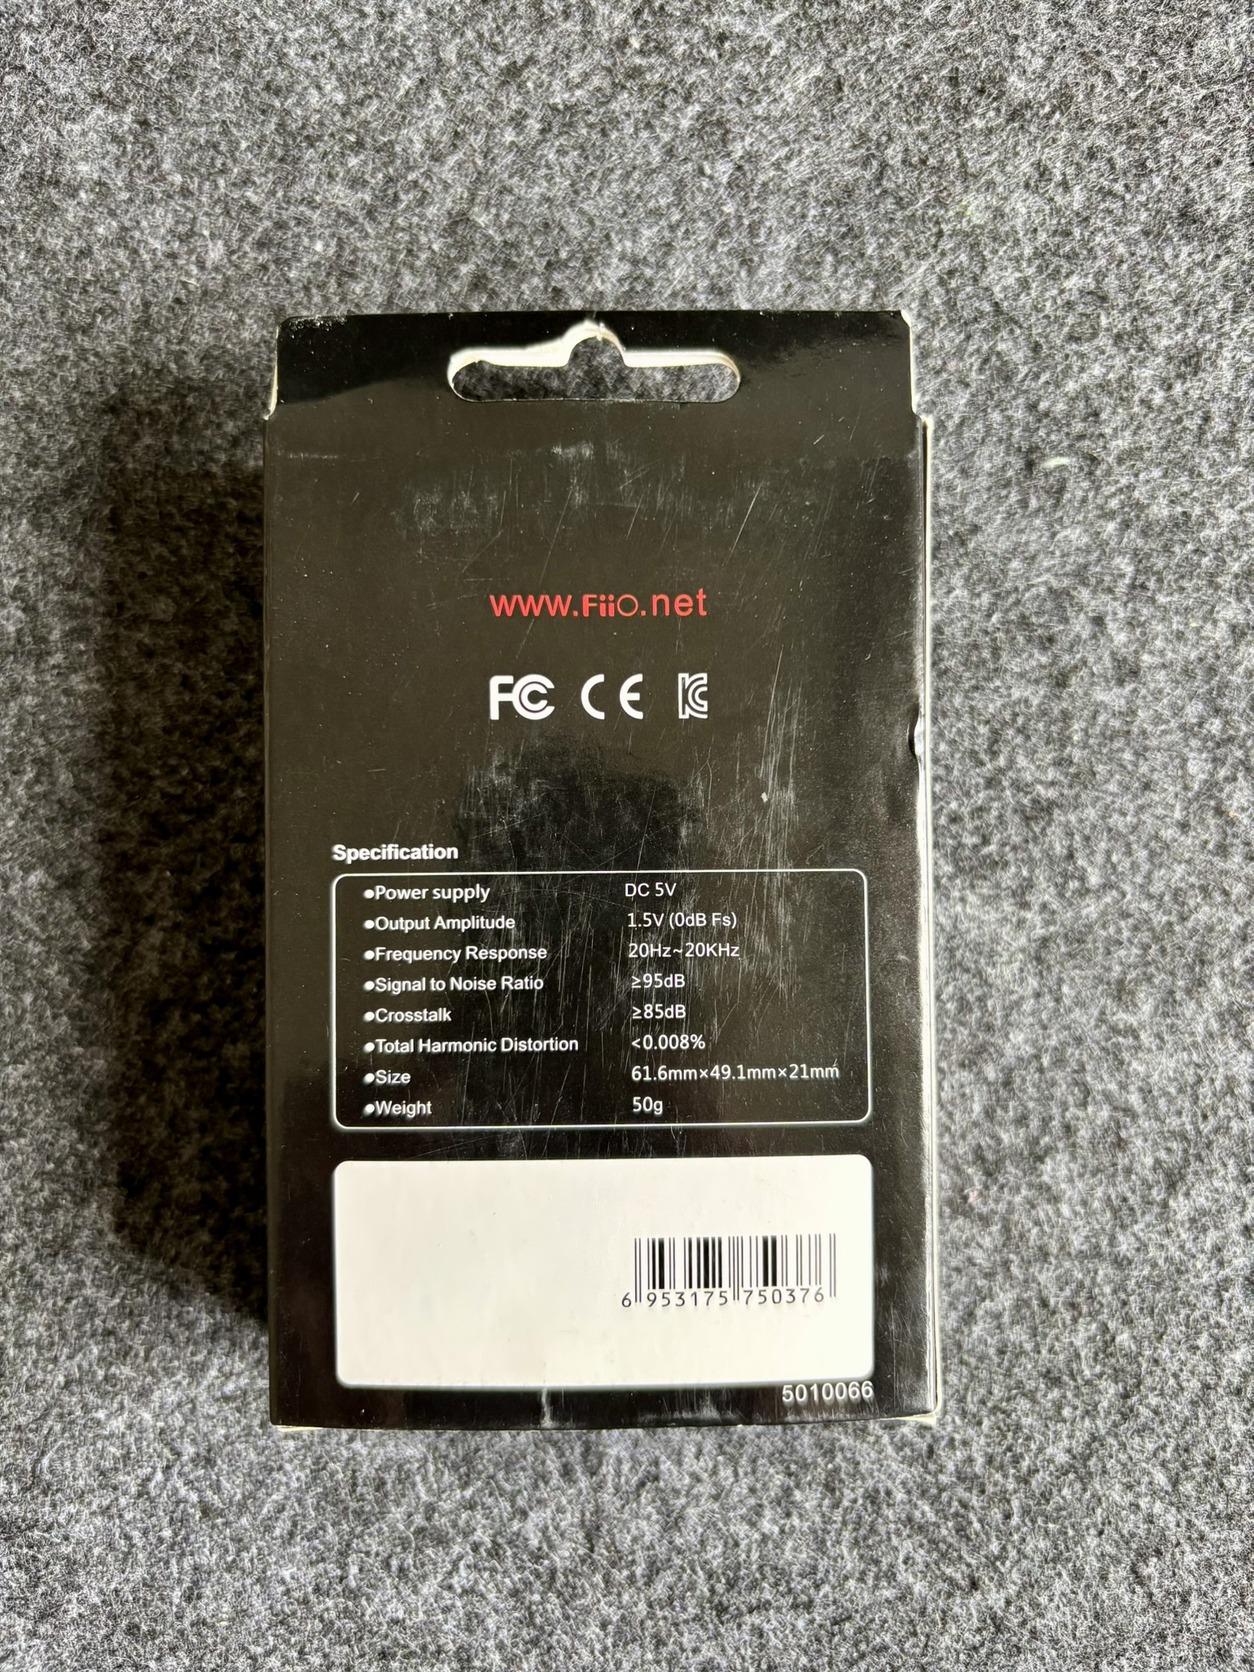 www.FiiO.net
FC CE
Specification
●Power supply DC 5V
●Output Amplitude 1.5V (0dB Fs)
●Frequency Response 20Hz~20KHz
●Signal to Noise Ratio ≥95dB
●Crosstalk ≥85dB
●Total Harmonic Distortion <0.008%
●Size 61.6mm×49.1mm×21mm
●Weight 50g
6 953175 750376
5010066